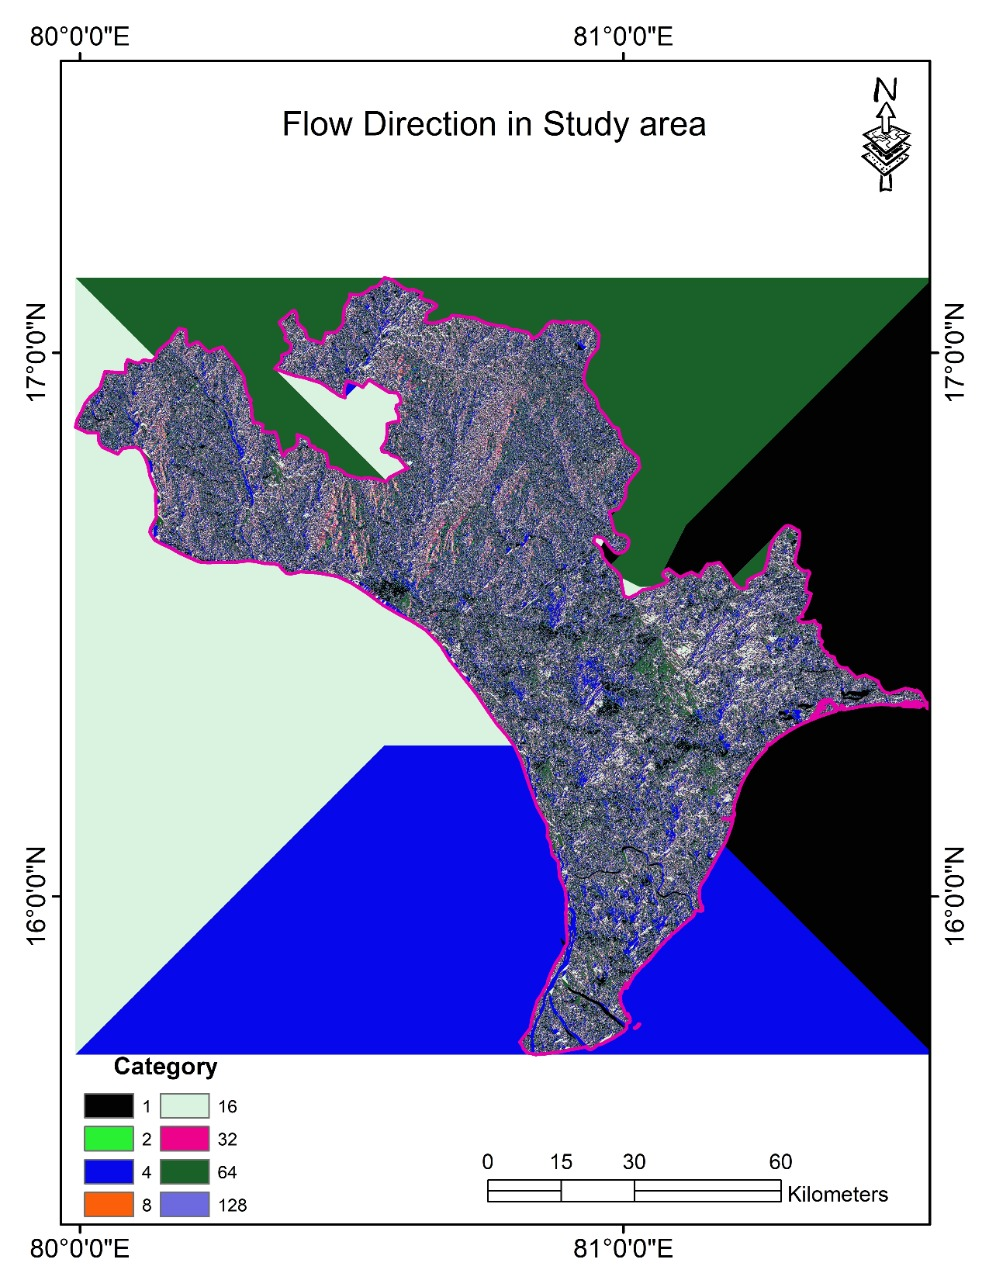 80°0'0"E 81°0'0"E
N
Flow Direction in Study area
17°0'0"N 17°0'0"N
16°0'0"N 16°0'0"N
Category
1 16
2 32
4 64
8 128
0 15 30 60
Kilometers
80°0'0"E 81°0'0"E